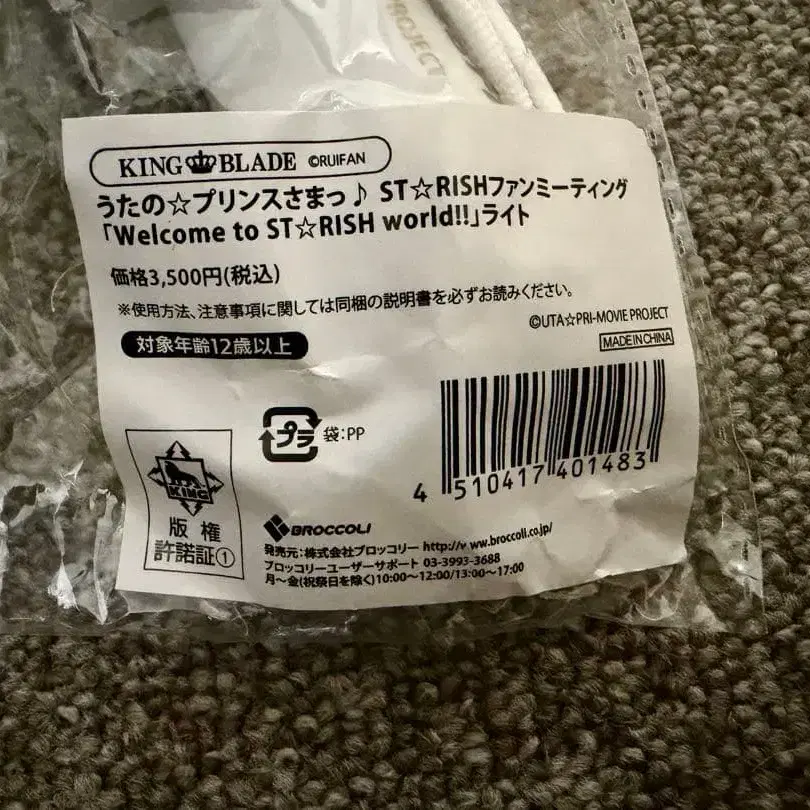 PROJECT
KING BLADE ©RUIFAN
うたの☆プリンスさまっ♪ ST☆RISHファンミーティング
「Welcome to ST☆RISH world!!」ライト
価格3,500円(税込)
※使用方法、注意事項に関しては同梱の説明書を必ずお読みください。
©UTA☆PRI-MOVIE PROJECT
MADE IN CHINA
対象年齢12歳以上
プラ 袋:PP
4 510417 401483
KING
版権
許諾証①
BROCCOLI
発売元:株式会社ブロッコリー http://www.broccoli.co.jp/
ブロッコリーユーザーサポート 03-3993-3688
月〜金(祝祭日を除く)10:00〜12:00/13:00〜17:00